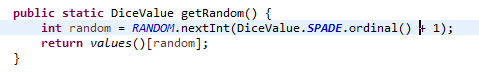 public static DiceValue getRandom() {
int random = RANDOM.nextInt(DiceValue.SPADE.ordinal() + 1);
return values()[random];
}